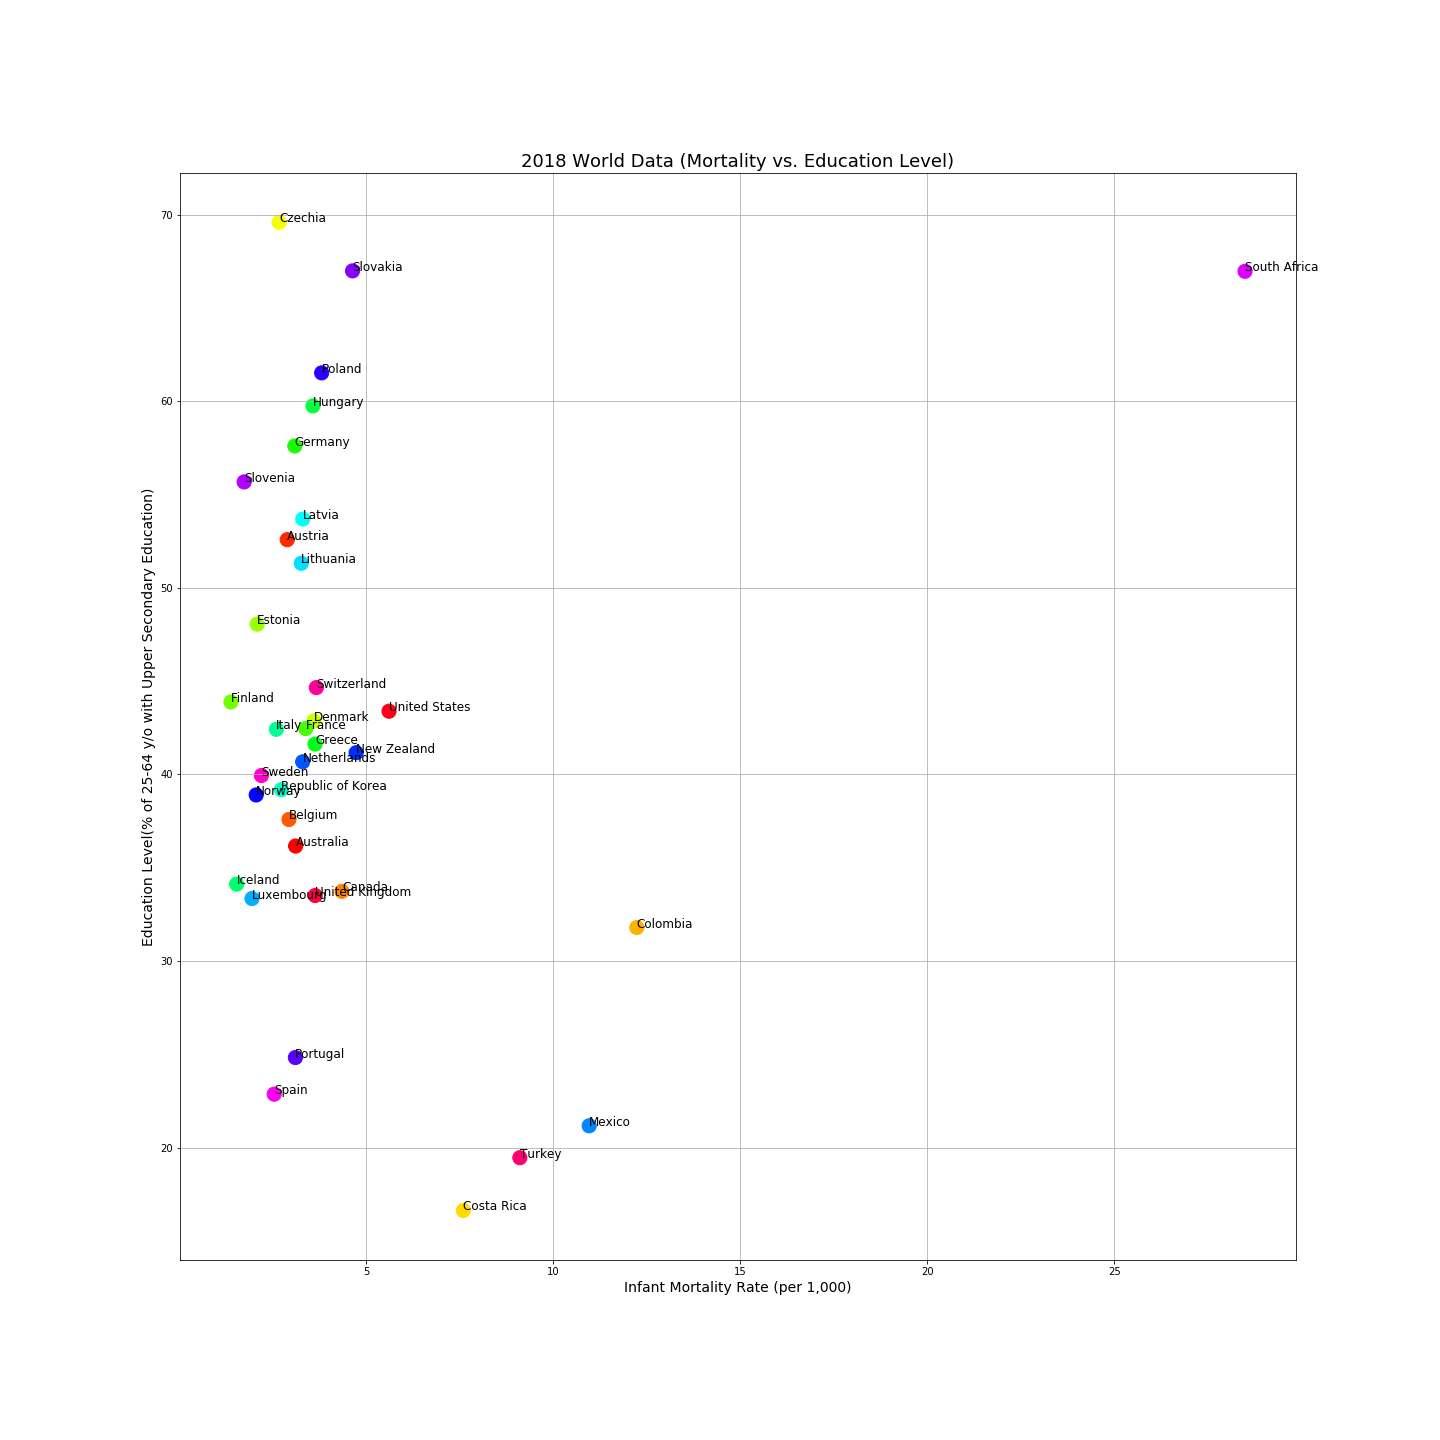 2018 World Data (Mortality vs. Education Level)
Education Level(% of 25-64 y/o with Upper Secondary Education)
70
60
50
40
30
20
Czechia
Slovakia
South Africa
Poland
Hungary
Germany
Slovenia
Latvia
Austria
Lithuania
Estonia
Switzerland
Finland
United States
Denmark
Italy
France
Greece
New Zealand
Netherlands
Sweden
Republic of Korea
Norway
Belgium
Australia
Iceland
Canada
United Kingdom
Luxembourg
Colombia
Portugal
Spain
Mexico
Turkey
Costa Rica
5 10 15 20 25
Infant Mortality Rate (per 1,000)